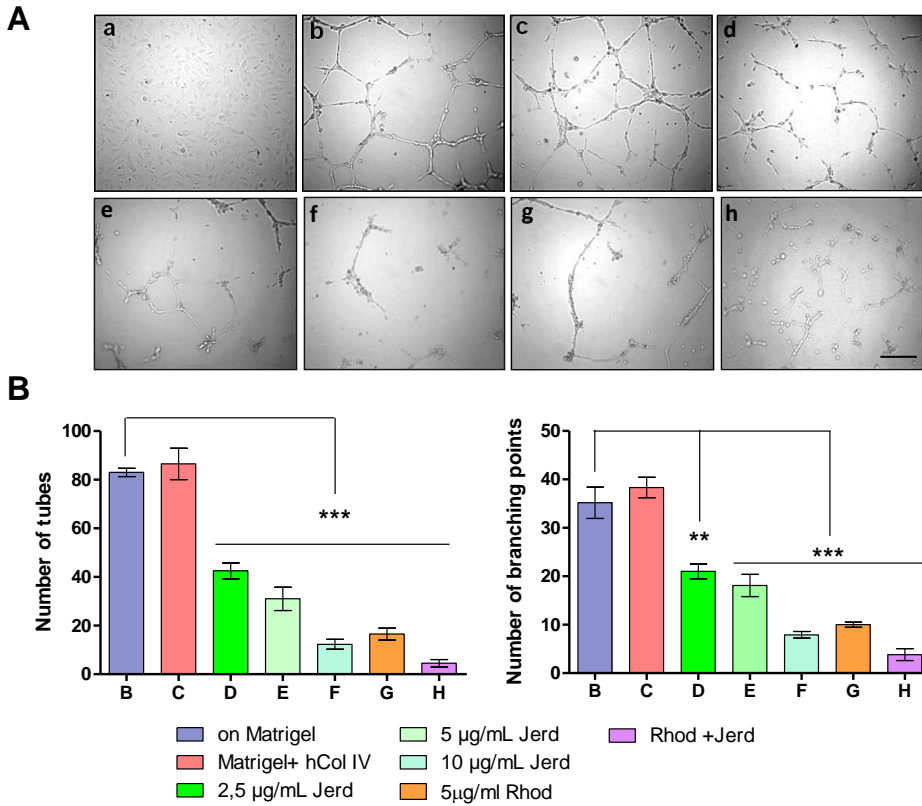 A
a b c d
e f g h
B
Number of tubes
100
80
60
40
20
0
***
B C D E F G H
Number of branching points
50
40
30
20
10
0
**
***
B C D E F G H
on Matrigel
Matrigel+ hCol IV
2,5 µg/mL Jerd
5 µg/mL Jerd
10 µg/mL Jerd
5µg/ml Rhod
Rhod +Jerd